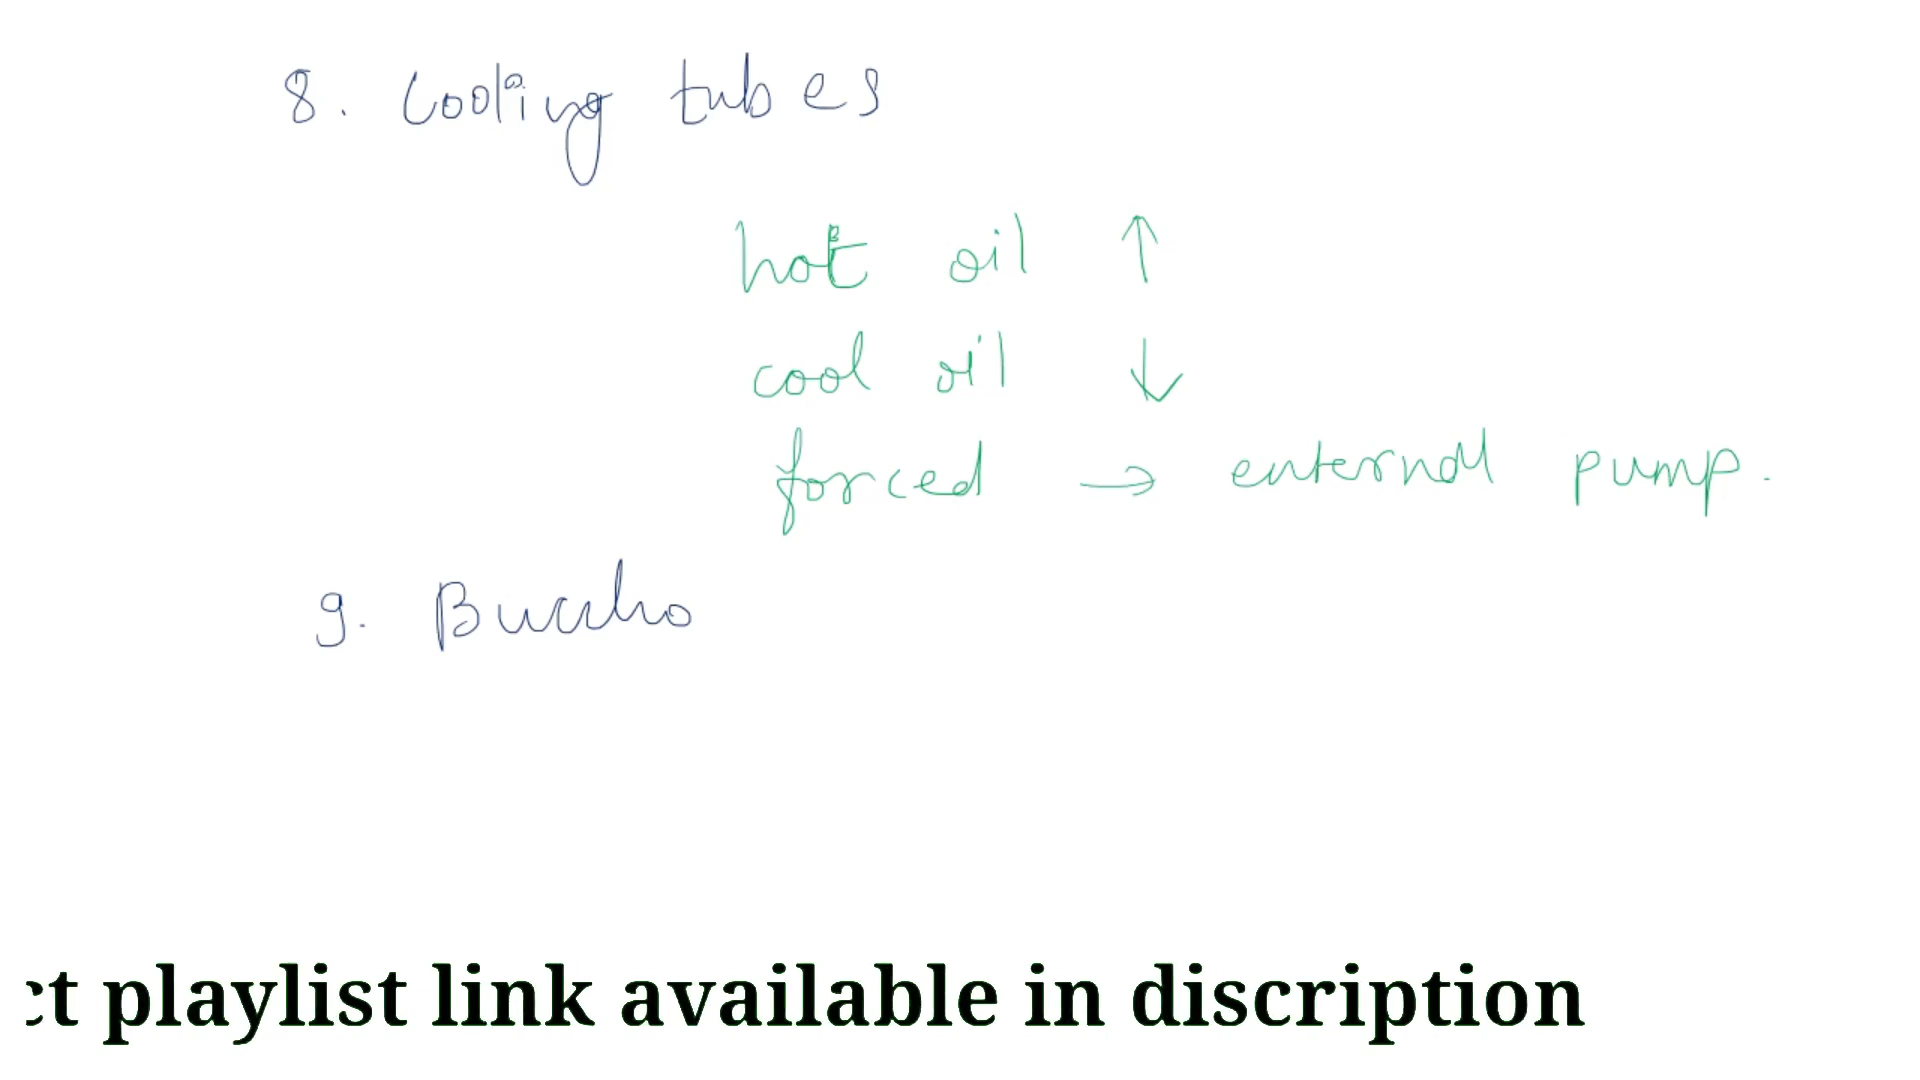 8. Cooling tubes
hot oil ↑
cool oil ↓
forced → external pump.
9. Buchho
ct playlist link available in discription